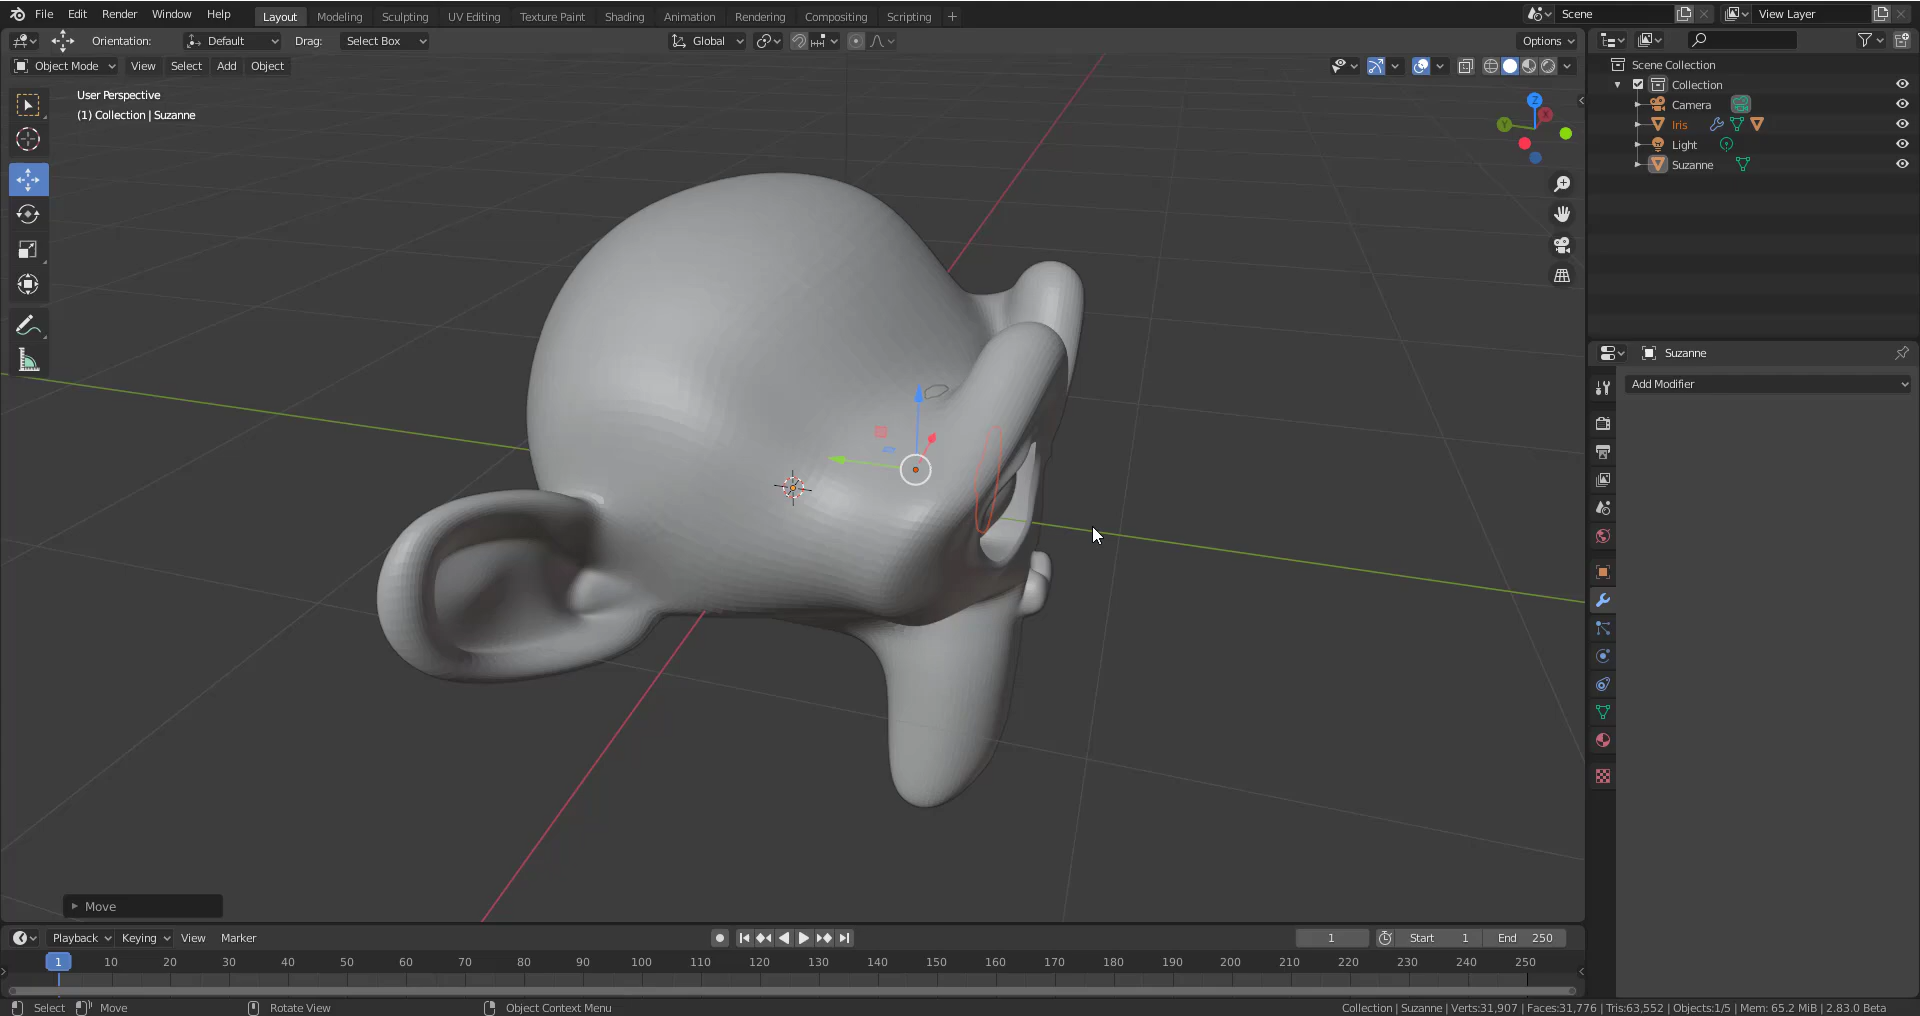 File Edit Render Window Help Layout Modeling Sculpting UV Editing Texture Paint Shading Animation Rendering Compositing Scripting + Scene View Layer
Orientation: Default Drag: Select Box Global Options
Object Mode View Select Add Object
User Perspective
(1) Collection | Suzanne
Z
X
Y
Scene Collection
Collection
Camera
Iris
Light
Suzanne
Suzanne
Add Modifier
Move
Playback Keying View Marker 1 Start 1 End 250
1 10 20 30 40 50 60 70 80 90 100 110 120 130 140 150 160 170 180 190 200 210 220 230 240 250
Select Move Rotate View Object Context Menu Collection | Suzanne | Verts:31,907 | Faces:31,776 | Tris:63,552 | Objects:1/5 | Mem: 65.2 MiB | 2.83.0 Beta